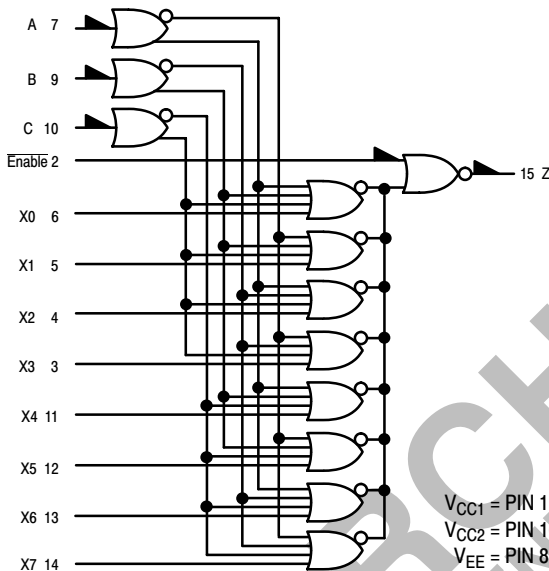 A 7
B 9
C 10
Enable 2
15 Z
X0 6
X1 5
X2 4
X3 3
X4 11
X5 12
X6 13
X7 14
VCC1 = PIN 1
VCC2 = PIN 1
VEE = PIN 8